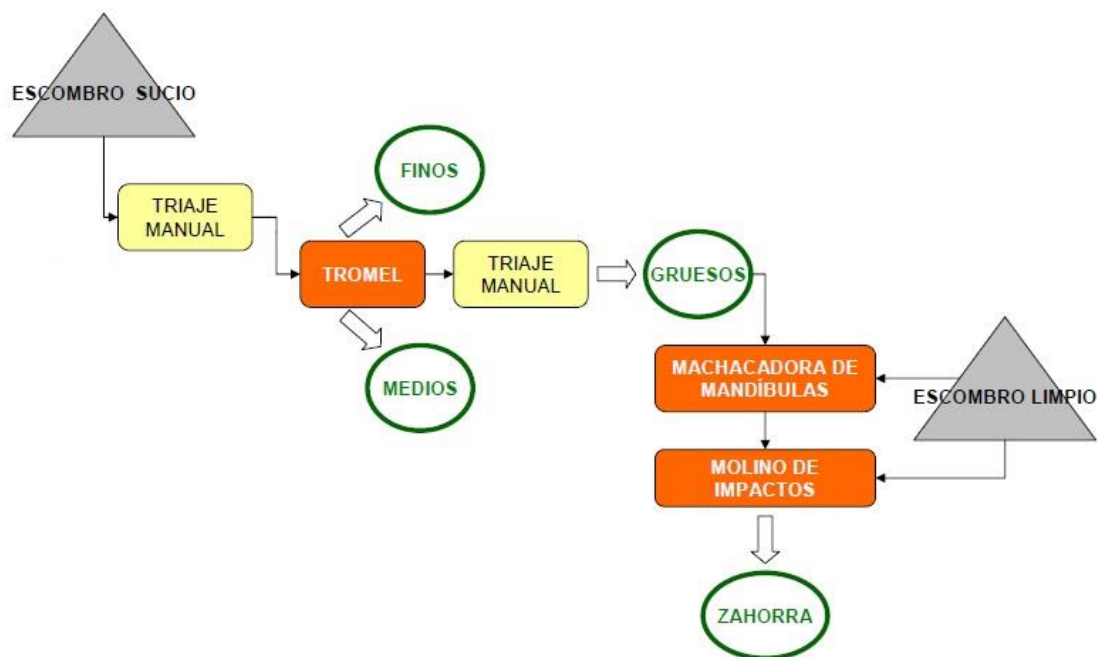 ESCOMBRO SUCIO
TRIAJE
MANUAL
FINOS
TROMEL
MEDIOS
TRIAJE
MANUAL
GRUESOS
MACHACADORA DE
MANDÍBULAS
ESCOMBRO LIMPIO
MOLINO DE
IMPACTOS
ZAHORRA